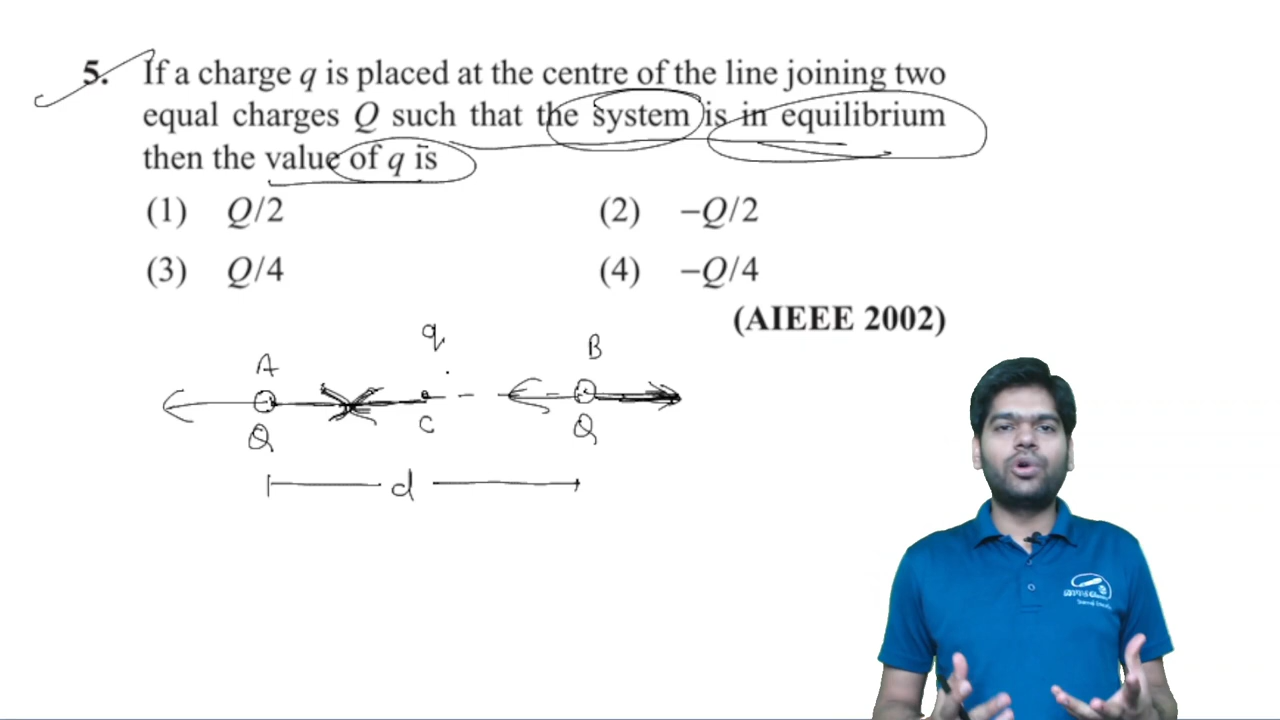 5. If a charge q is placed at the centre of the line joining two
equal charges Q such that the system is in equilibrium
then the value of q is
(1) Q/2 (2) −Q/2
(3) Q/4 (4) −Q/4
(AIEEE 2002)
q
A B
C
Q Q
d